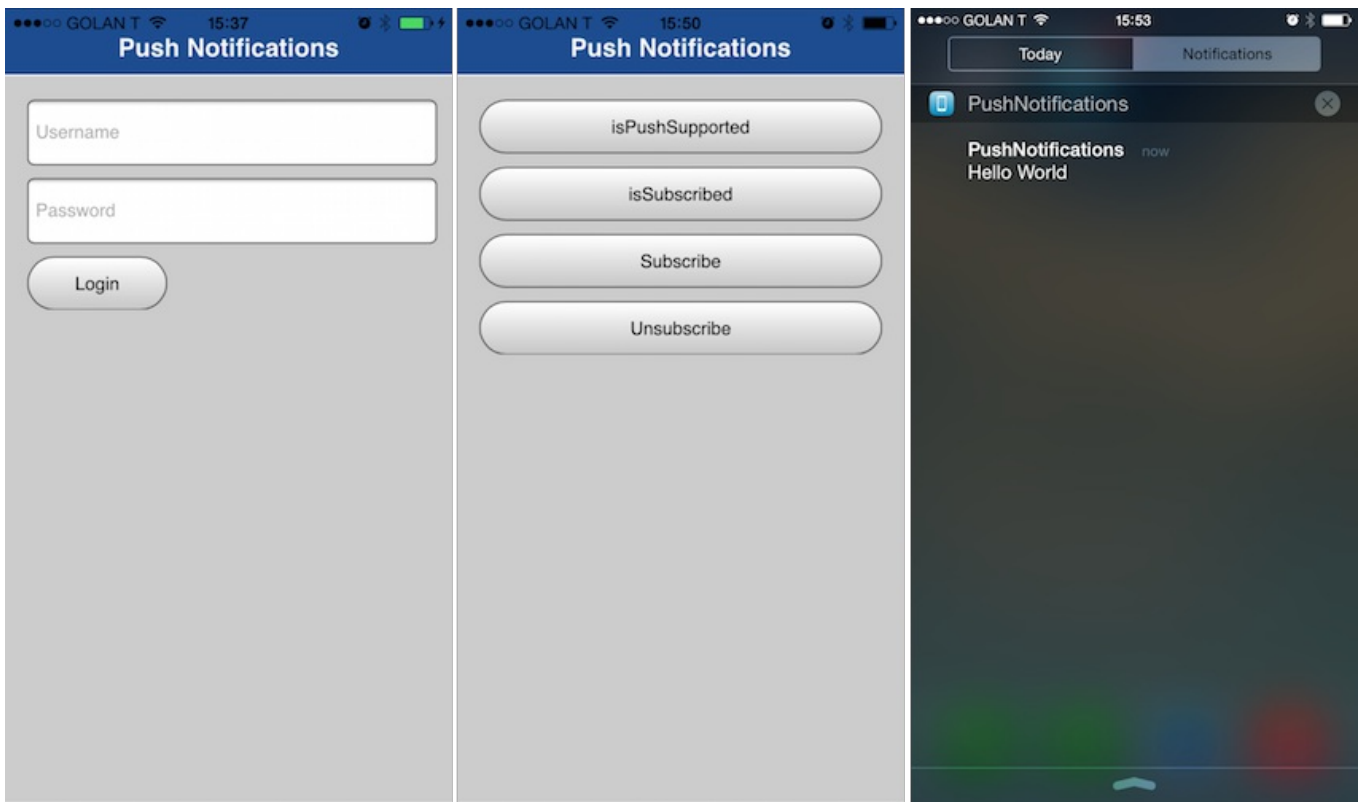 GOLAN T 15:37
Push Notifications
Username
Password
Login
GOLAN T 15:50
Push Notifications
isPushSupported
isSubscribed
Subscribe
Unsubscribe
GOLAN T 15:53
Today Notifications
PushNotifications
PushNotifications now
Hello World